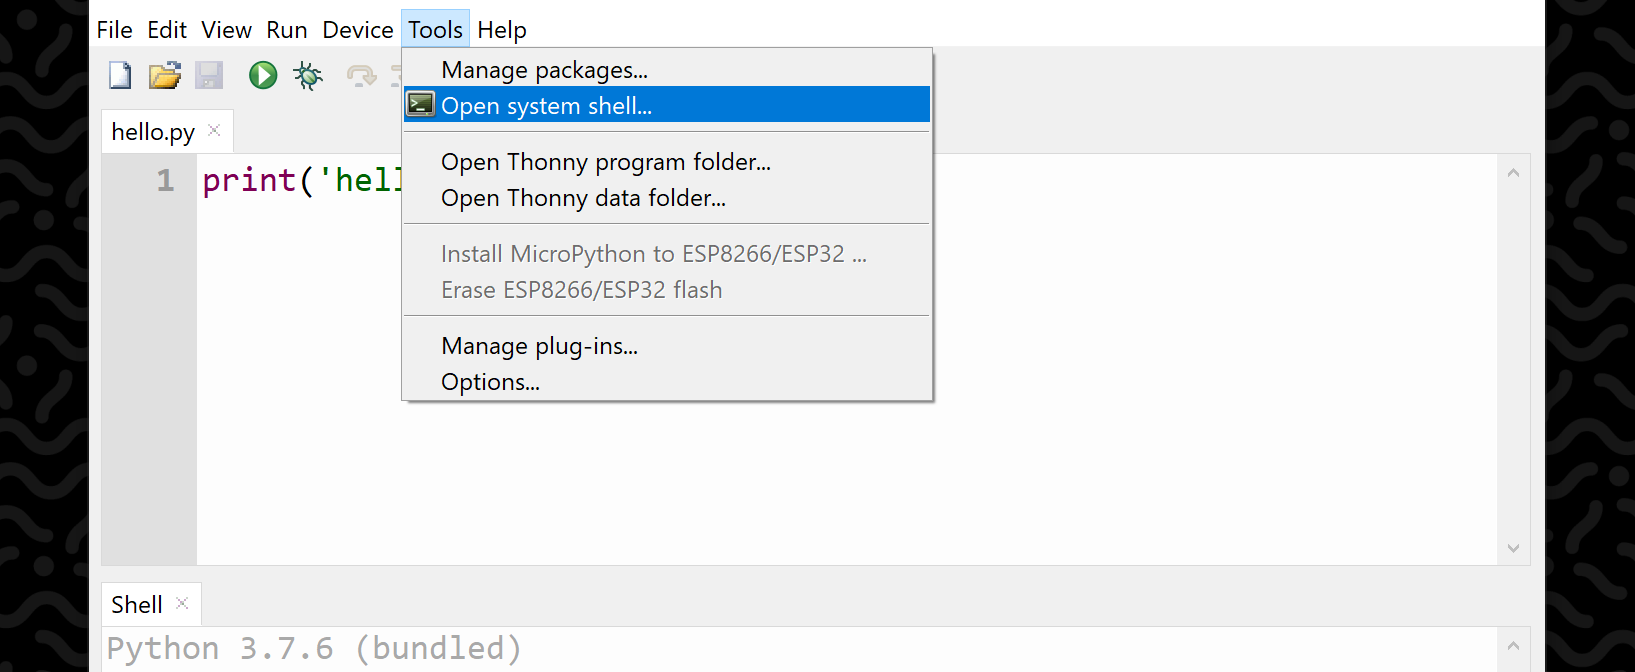 File Edit View Run Device Tools Help
Manage packages...
Open system shell...
hello.py
Open Thonny program folder...
1 print('hell
Open Thonny data folder...
Install MicroPython to ESP8266/ESP32 ...
Erase ESP8266/ESP32 flash
Manage plug-ins...
Options...
Shell
Python 3.7.6 (bundled)